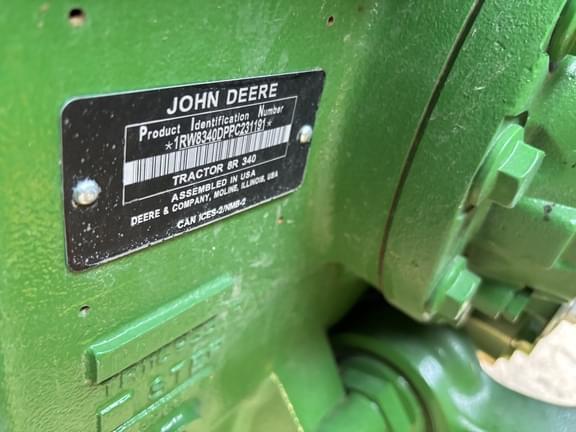 JOHN DEERE
Product Identification Number
*1RW8340DPPC231191*
TRACTOR 8R 340
ASSEMBLED IN USA
DEERE & COMPANY, MOLINE, ILLINOIS, USA
CAN ICES-2/NMB-2